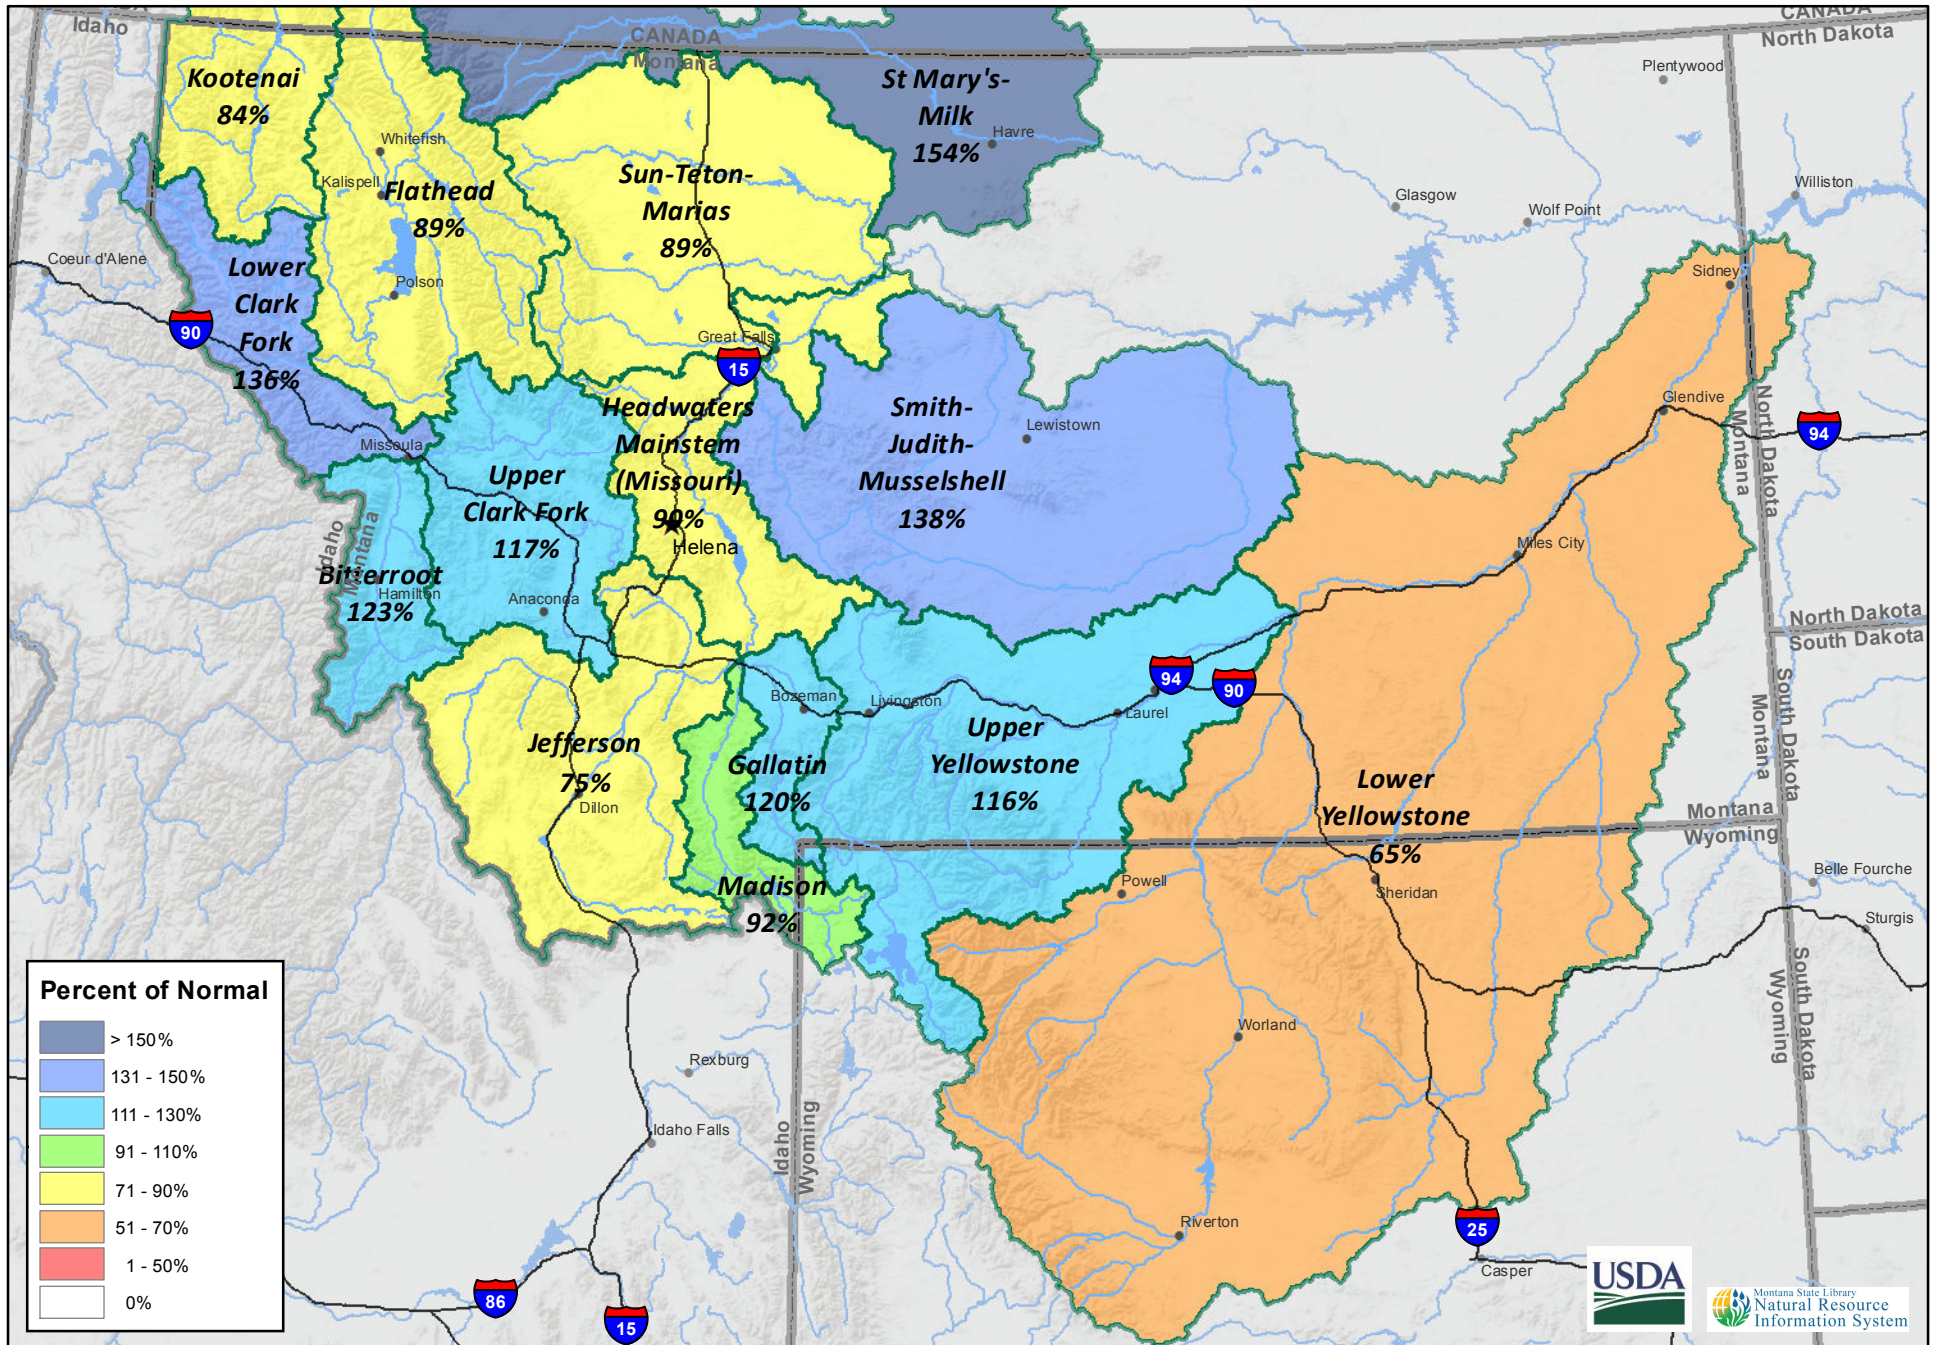 CANADA
Idaho
CANADA
Montana
CANADA
North Dakota
Kootenai
84%
Whitefish
Kalispell
Flathead
89%
Polson
Sun-Teton-
Marias
89%
St Mary's-
Milk
154%
Havre
Plentywood
Glasgow
Wolf Point
Williston
Sidney
Glendive
Coeur d'Alene
Lower
Clark
Fork
136%
90
Missoula
Great Falls
15
Headwaters
Mainstem
(Missouri)
90%
Helena
Smith-
Judith-
Musselshell
138%
Lewistown
North Dakota
Montana
94
Upper
Clark Fork
117%
Anaconda
Idaho
Montana
Bitterroot
Hamilton
123%
Miles City
North Dakota
South Dakota
Bozeman
Livingston
94
90
Laurel
Jefferson
75%
Dillon
Gallatin
120%
Upper
Yellowstone
116%
Lower
Yellowstone
65%
South Dakota
Montana
Montana
Wyoming
Madison
92%
Powell
Sheridan
Belle Fourche
Sturgis
South Dakota
Wyoming
Worland
Rexburg
Idaho Falls
Idaho
Wyoming
Riverton
25
Casper
86
15
Percent of Normal
> 150%
131 - 150%
111 - 130%
91 - 110%
71 - 90%
51 - 70%
1 - 50%
0%
USDA
Montana State Library
Natural Resource
Information System